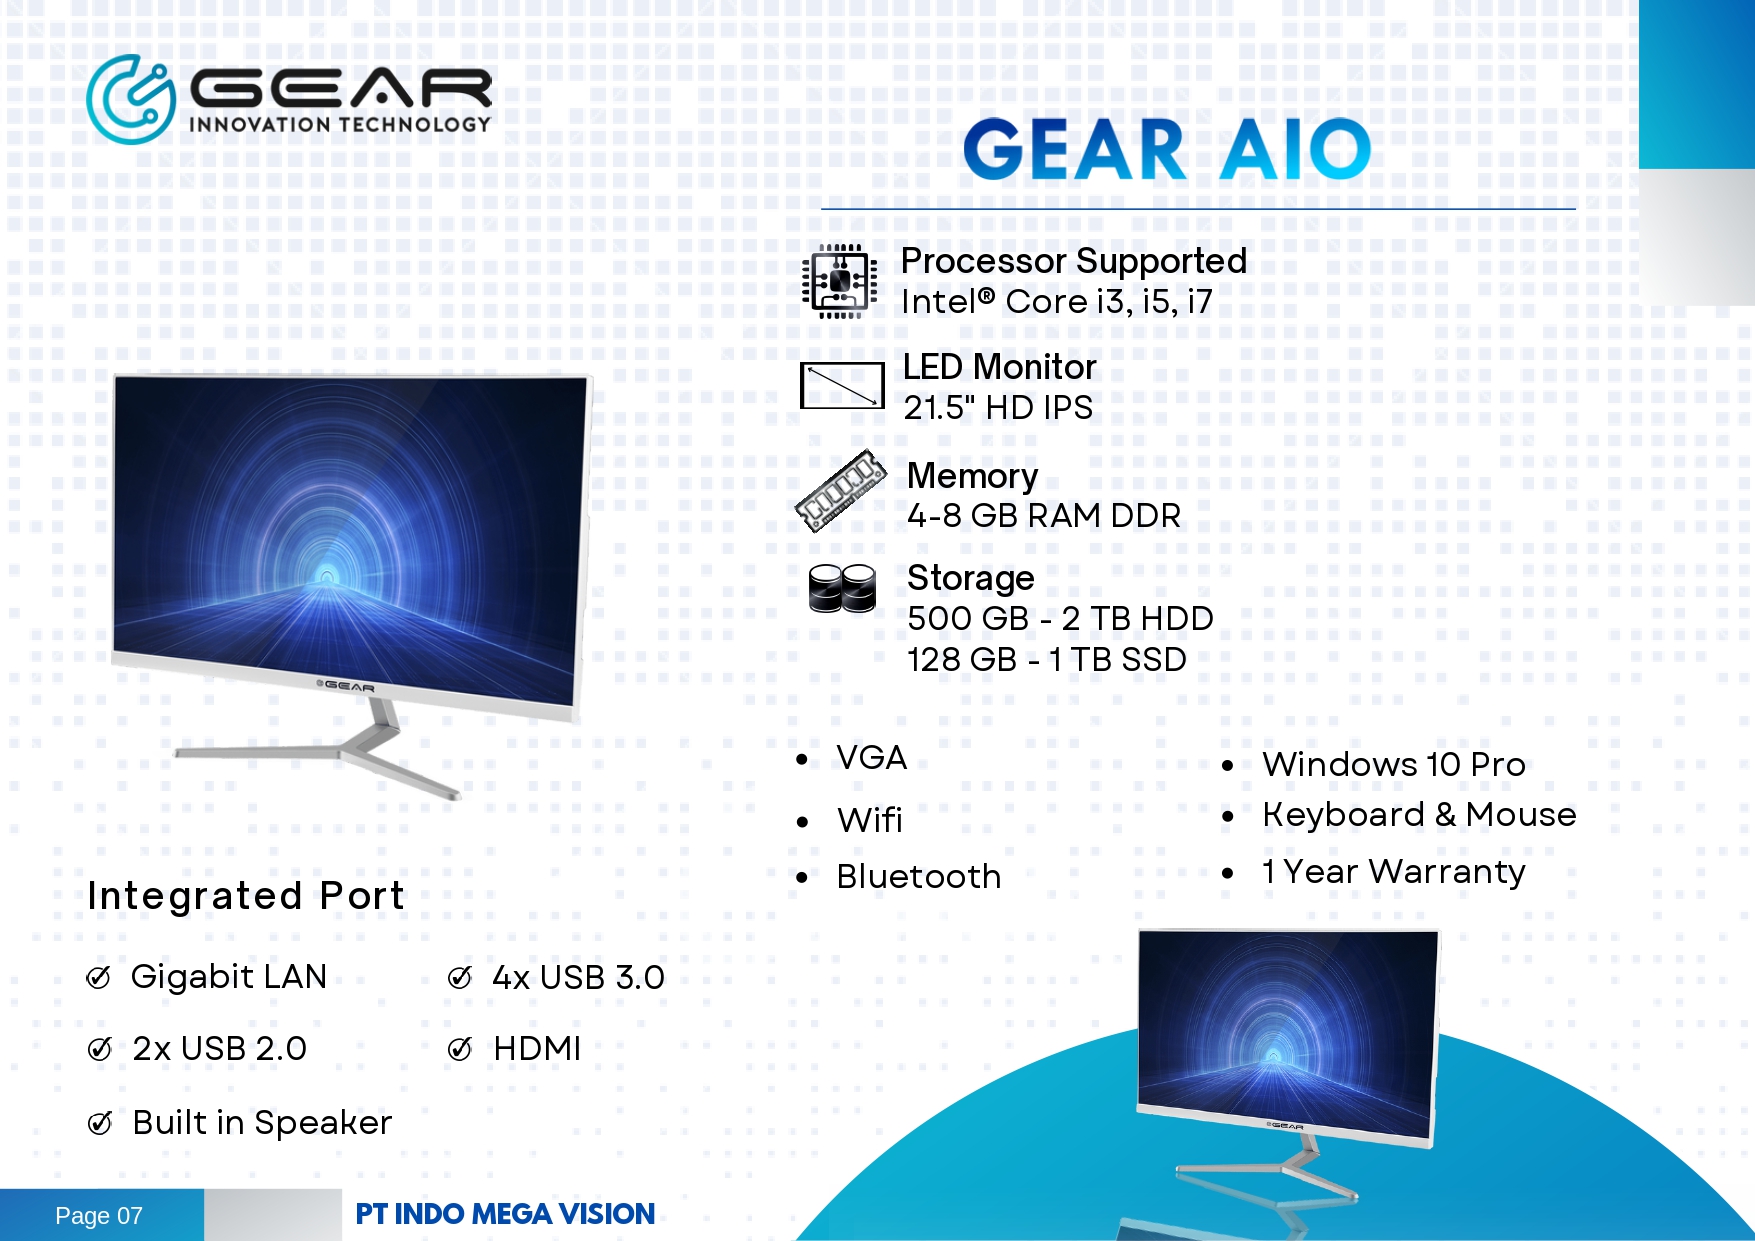 GEAR
INNOVATION TECHNOLOGY
GEAR AIO
Processor Supported
Intel® Core i3, i5, i7
LED Monitor
21.5" HD IPS
Memory
4-8 GB RAM DDR
Storage
500 GB - 2 TB HDD
128 GB - 1 TB SSD
GEAR
• VGA
• Wifi
• Bluetooth
• Windows 10 Pro
• Keyboard & Mouse
• 1 Year Warranty
Integrated Port
Gigabit LAN
4x USB 3.0
2x USB 2.0
HDMI
Built in Speaker
GEAR
Page 07
PT INDO MEGA VISION